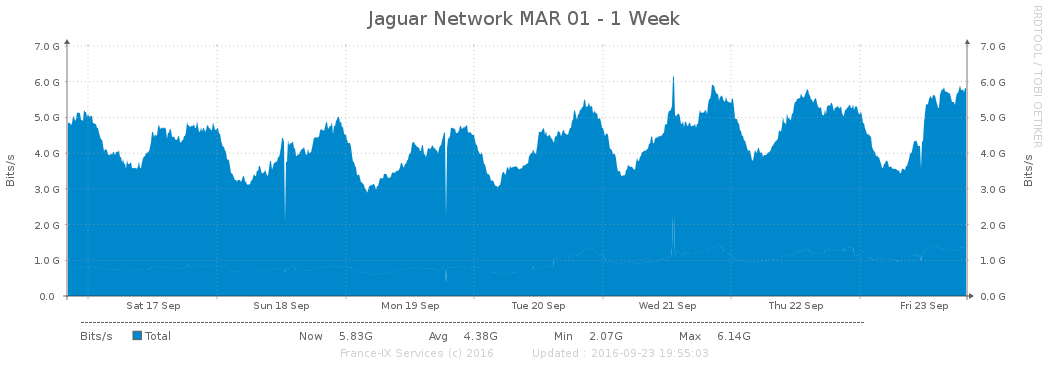 Jaguar Network MAR 01 - 1 Week
RRDTOOL / TOBI OETIKER
7.0 G 7.0 G
6.0 G 6.0 G
5.0 G 5.0 G
4.0 G 4.0 G
3.0 G 3.0 G
2.0 G 2.0 G
1.0 G 1.0 G
0.0 0.0 G
Bits/s
Bits/s
Sat 17 Sep Sun 18 Sep Mon 19 Sep Tue 20 Sep Wed 21 Sep Thu 22 Sep Fri 23 Sep
Bits/s Total Now 5.83G Avg 4.38G Min 2.07G Max 6.14G
France-IX Services (c) 2016 Updated : 2016-09-23 19:55:03